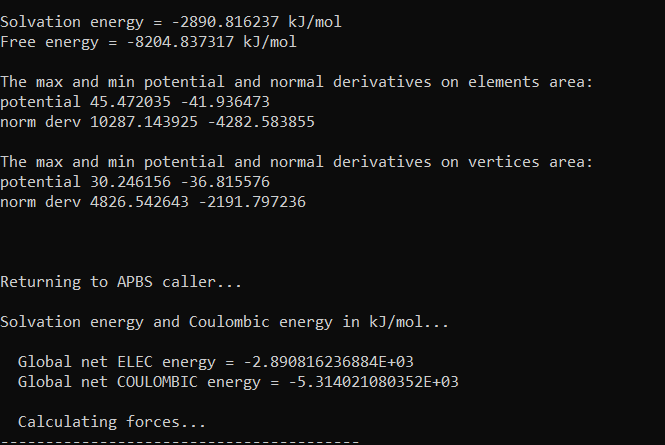 Solvation energy = -2890.816237 kJ/mol
Free energy = -8204.837317 kJ/mol
The max and min potential and normal derivatives on elements area:
potential 45.472035 -41.936473
norm derv 10287.143925 -4282.583855
The max and min potential and normal derivatives on vertices area:
potential 30.246156 -36.815576
norm derv 4826.542643 -2191.797236
Returning to APBS caller...
Solvation energy and Coulombic energy in kJ/mol...
Global net ELEC energy = -2.890816236884E+03
Global net COULOMBIC energy = -5.314021080352E+03
Calculating forces...
----------------------------------------